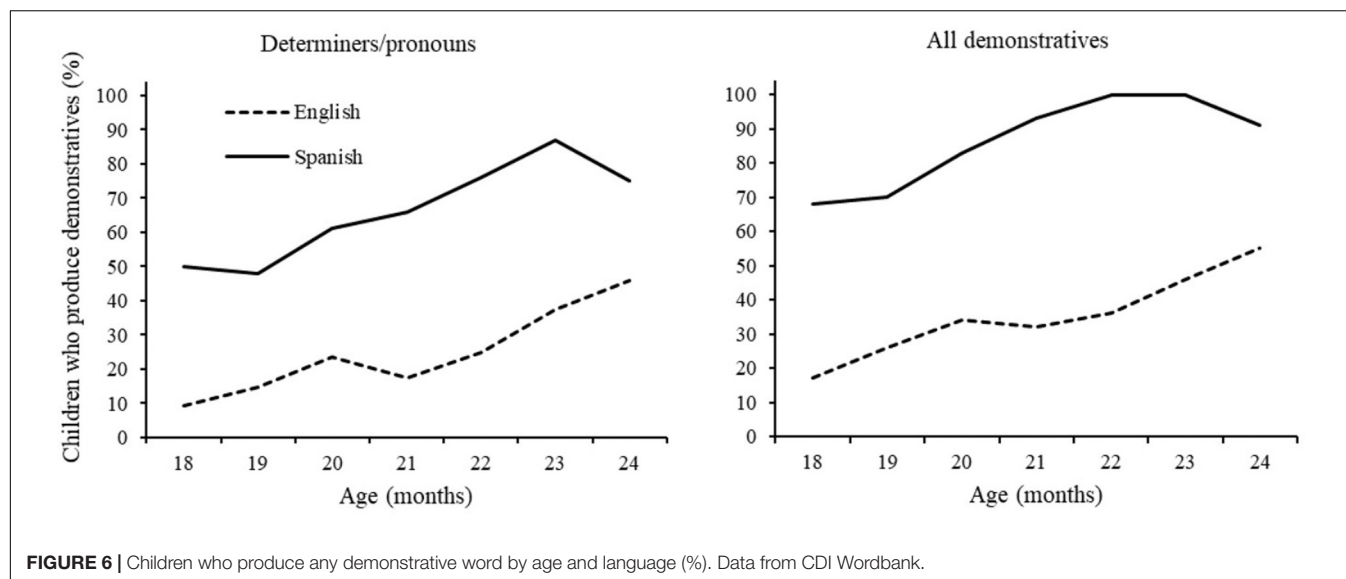 Determiners/pronouns
Children who produce demonstratives (%)
100
90
80
70
60
50
40
30
20
10
0
English
Spanish
18 19 20 21 22 23 24
Age (months)
All demonstratives
100
90
80
70
60
50
40
30
20
10
0
18 19 20 21 22 23 24
Age (months)
FIGURE 6 | Children who produce any demonstrative word by age and language (%). Data from CDI Wordbank.